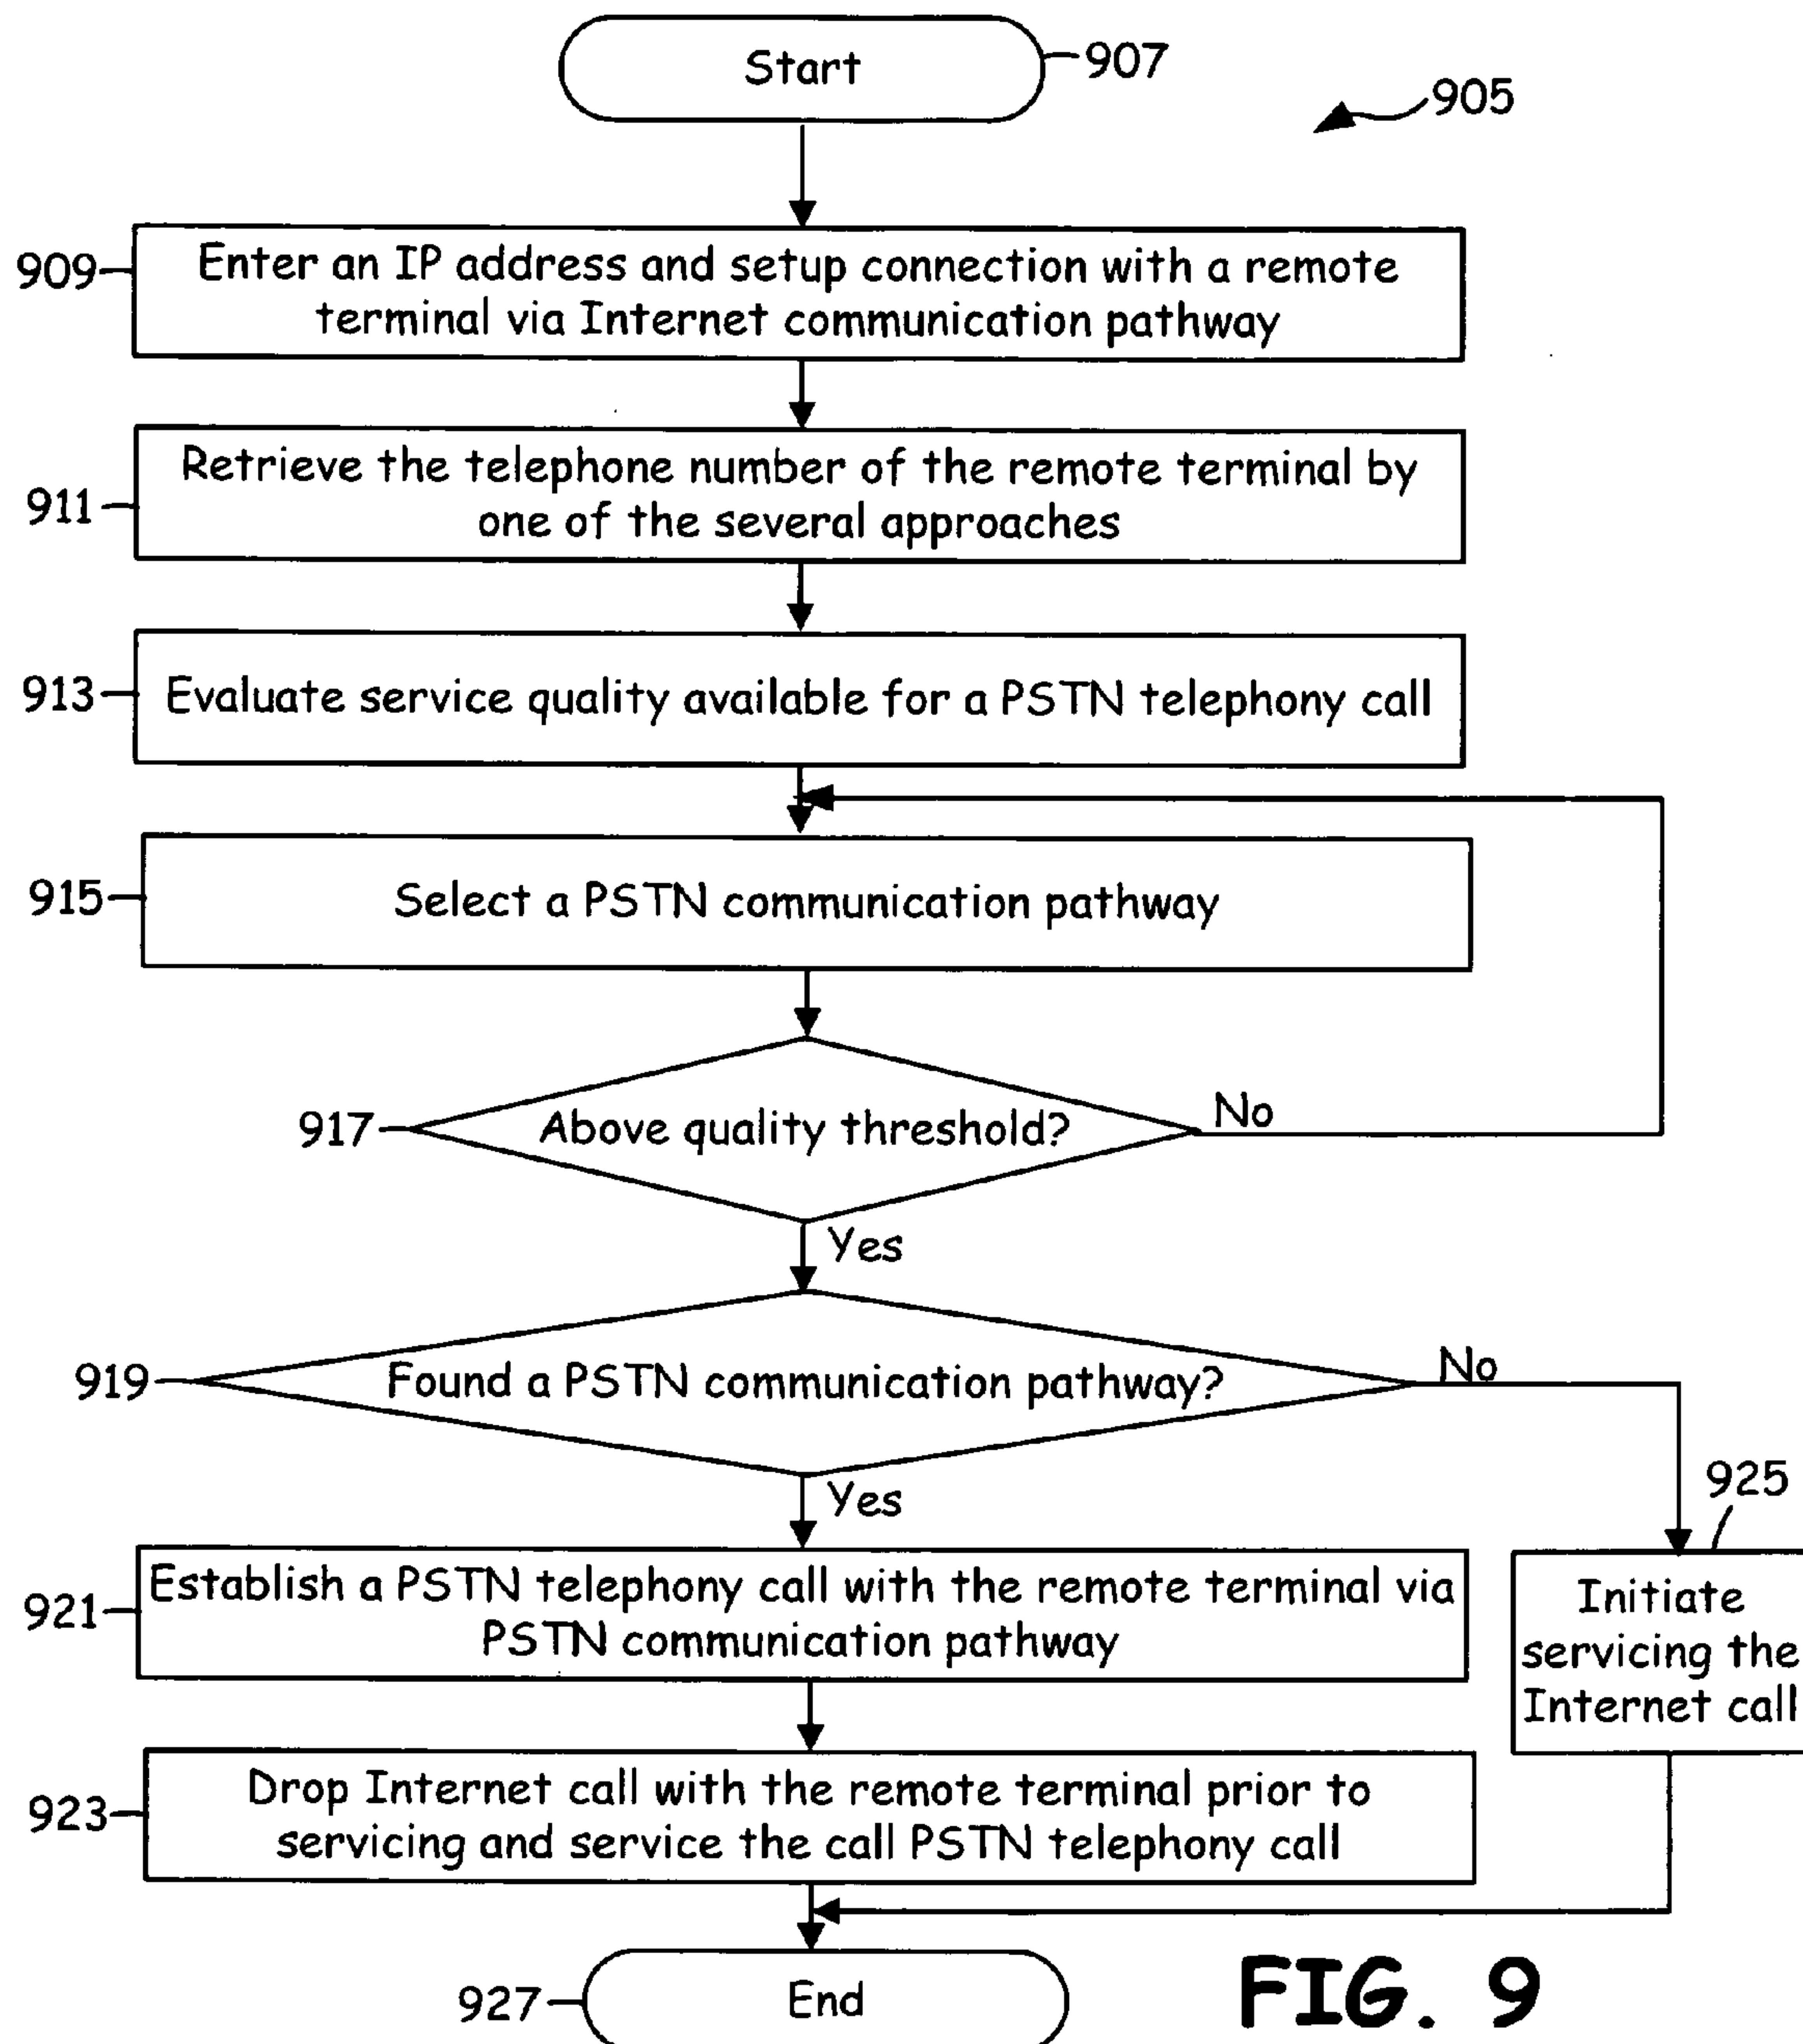 Start
907
905
909
Enter an IP address and setup connection with a remote
terminal via Internet communication pathway
911
Retrieve the telephone number of the remote terminal by
one of the several approaches
913
Evaluate service quality available for a PSTN telephony call
915
Select a PSTN communication pathway
917
Above quality threshold?
No
Yes
919
Found a PSTN communication pathway?
No
Yes
925
921
Establish a PSTN telephony call with the remote terminal via
PSTN communication pathway
Initiate
servicing the
Internet call
923
Drop Internet call with the remote terminal prior to
servicing and service the call PSTN telephony call
927
End
FIG. 9